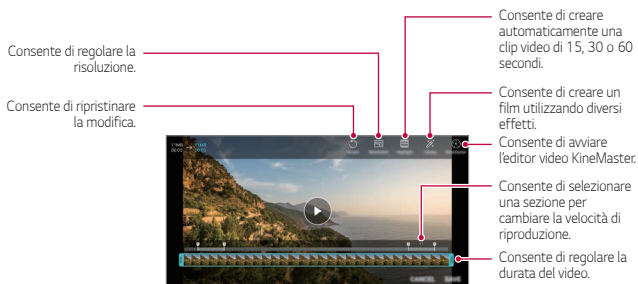 Consente di creare
automaticamente una
clip video di 15, 30 o 60
secondi.
Consente di regolare la
risoluzione.
Consente di creare un
film utilizzando diversi
effetti.
Consente di ripristinare
la modifica.
Consente di avviare
l'editor video KineMaster.
Consente di selezionare
una sezione per
cambiare la velocità di
riproduzione.
Consente di regolare la
durata del video.
CANCEL SAVE